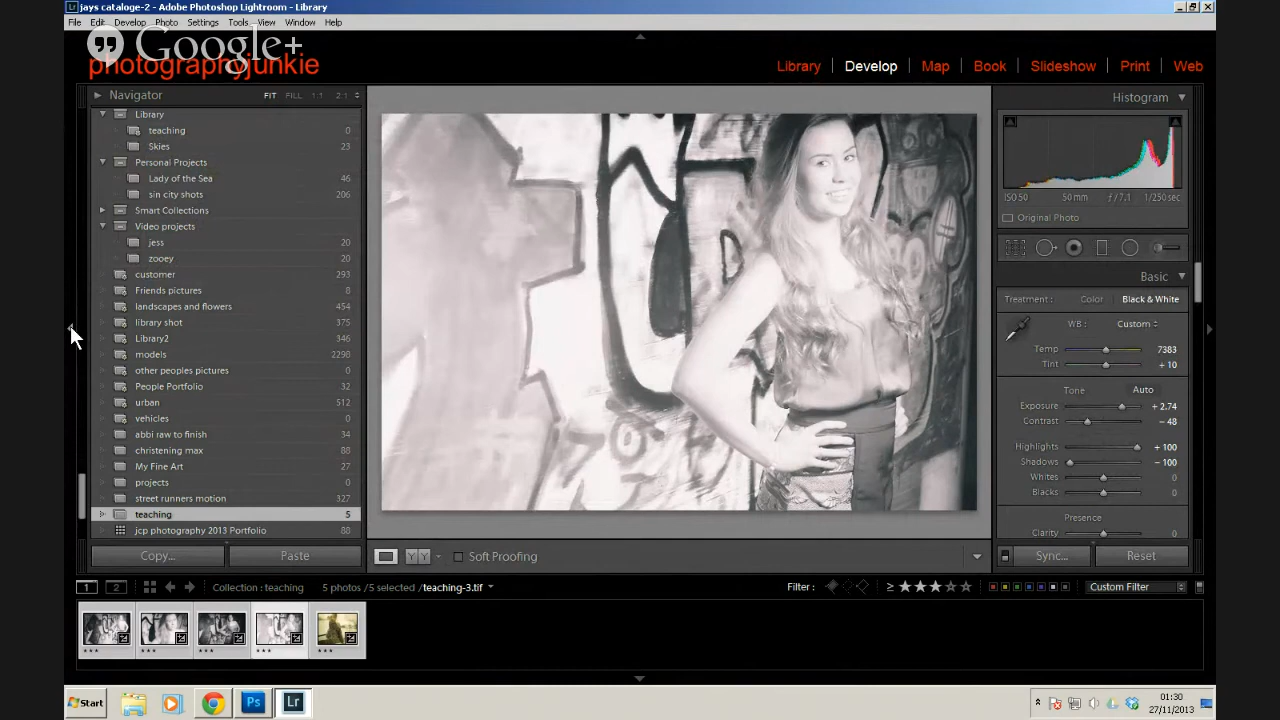 jays cataloge-2 - Adobe Photoshop Lightroom - Library
File Edit Develop Photo Settings Tools View Window Help
Google+
photographyjunkie
Library Develop Map Book Slideshow Print Web
Navigator FIT FILL 1:1 2:1
Library
teaching 0
Skies 23
Personal Projects
Lady of the Sea 46
sin city shots 206
Smart Collections
Video projects
jess 20
zooey 20
customer 293
Friends pictures 8
landscapes and flowers 454
library shot 375
Library2 346
models 2298
other peoples pictures 0
People Portfolio 32
urban 512
vehicles 0
abbi raw to finish 34
christening max 88
My Fine Art 27
projects 0
street runners motion 327
teaching 5
jcp photography 2013 Portfolio 88
Copy... Paste
Soft Proofing
Histogram
ISO 50 50 mm ƒ / 7.1 1/250 sec
Original Photo
Basic
Treatment : Color Black & White
WB : Custom
Temp 7383
Tint + 10
Tone Auto
Exposure + 2.74
Contrast - 48
Highlights + 100
Shadows - 100
Whites 0
Blacks 0
Presence
Clarity 0
Sync... Reset
1 2 Collection : teaching 5 photos / 5 selected / teaching-3.tif Filter : ≥ ★★★☆☆ Custom Filter
Start Ps Lr
01:30
27/11/2013